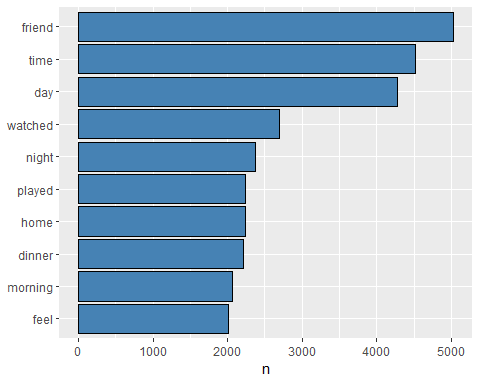 friend
time
day
watched
night
played
home
dinner
morning
feel
0 1000 2000 3000 4000 5000
n